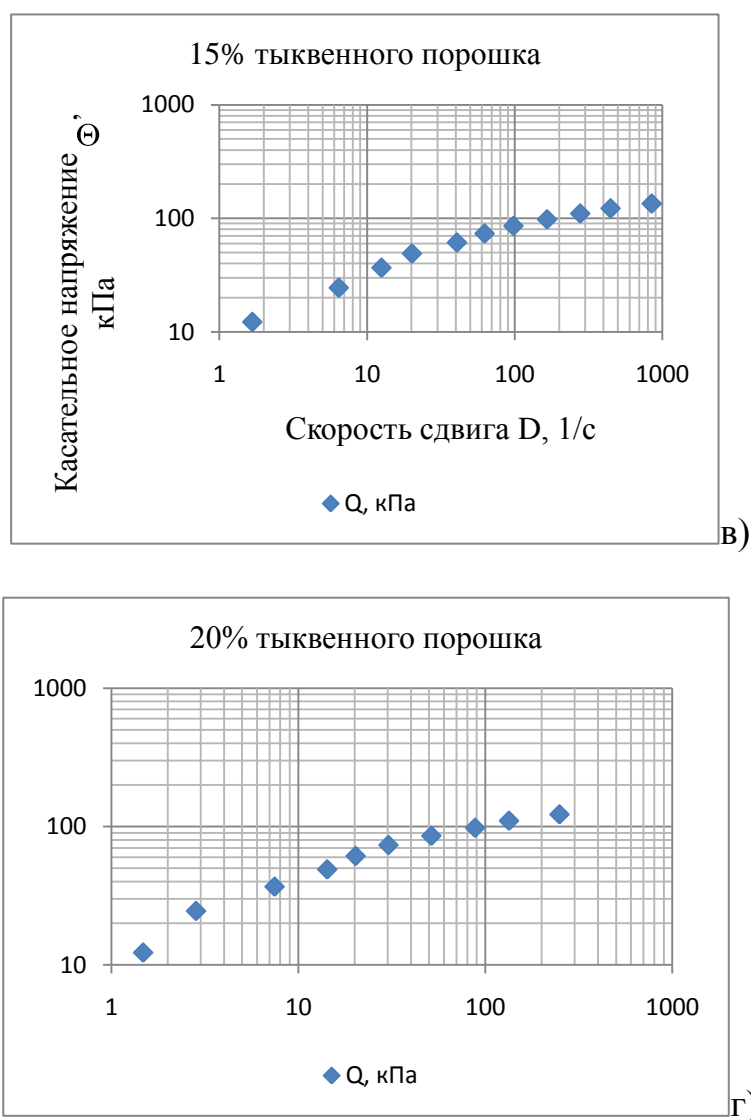 15% тыквенного порошка
Касательное напряжение Θ,
кПа
1000
100
10
1 10 100 1000
Скорость сдвига D, 1/с
Q, кПа
в)
20% тыквенного порошка
1000
100
10
1 10 100 1000
Q, кПа
г)